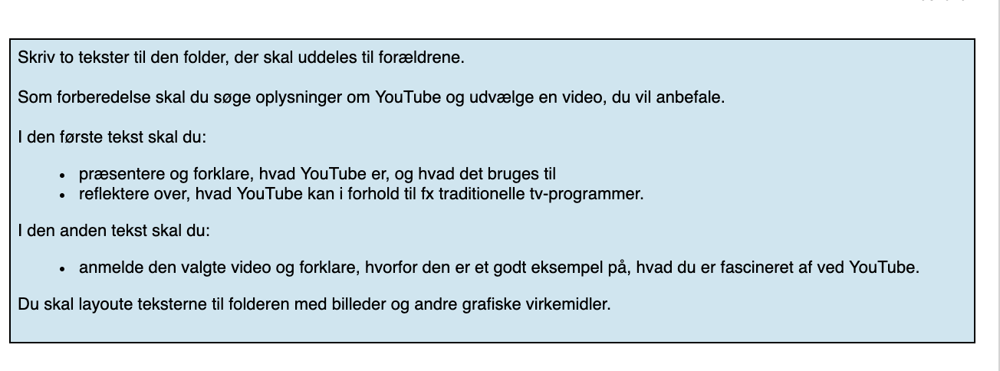 Skriv to tekster til den folder, der skal uddeles til forældrene.
Som forberedelse skal du søge oplysninger om YouTube og udvælge en video, du vil anbefale.
I den første tekst skal du:
• præsentere og forklare, hvad YouTube er, og hvad det bruges til
• reflektere over, hvad YouTube kan i forhold til fx traditionelle tv-programmer.
I den anden tekst skal du:
• anmelde den valgte video og forklare, hvorfor den er et godt eksempel på, hvad du er fascineret af ved YouTube.
Du skal layoute teksterne til folderen med billeder og andre grafiske virkemidler.